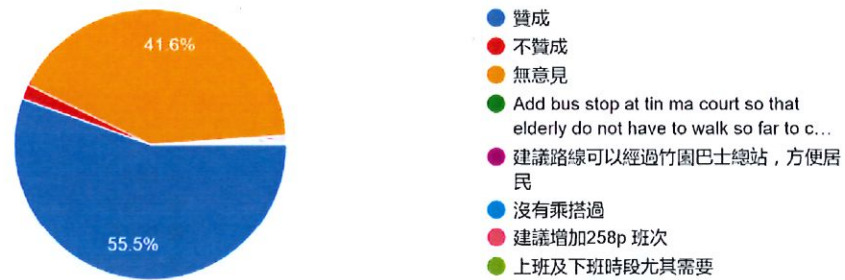 41.6%
55.5%
贊成
不贊成
無意見
Add bus stop at tin ma court so that
elderly do not have to walk so far to c...
建議路線可以經過竹園巴士總站，方便居
民
沒有乘搭過
建議增加258p 班次
上班及下班時段尤其需要